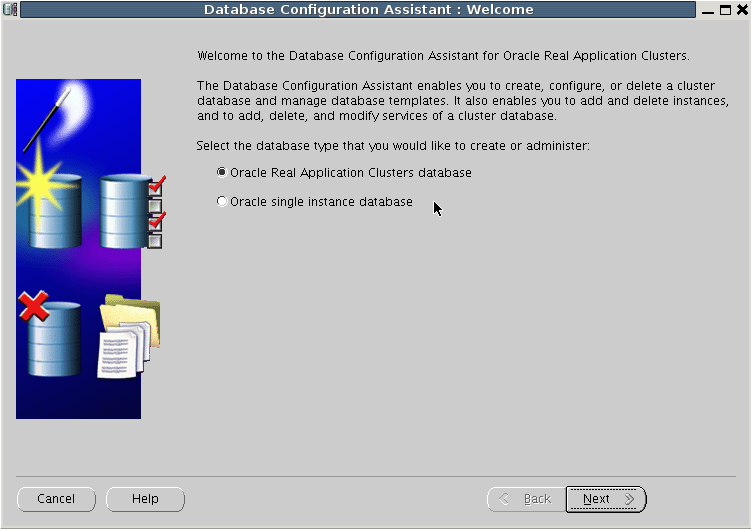 Database Configuration Assistant : Welcome
Welcome to the Database Configuration Assistant for Oracle Real Application Clusters.
The Database Configuration Assistant enables you to create, configure, or delete a cluster
database and manage database templates. It also enables you to add and delete instances,
and to add, delete, and modify services of a cluster database.
Select the database type that you would like to create or administer:
Oracle Real Application Clusters database
Oracle single instance database
Cancel
Help
Back
Next